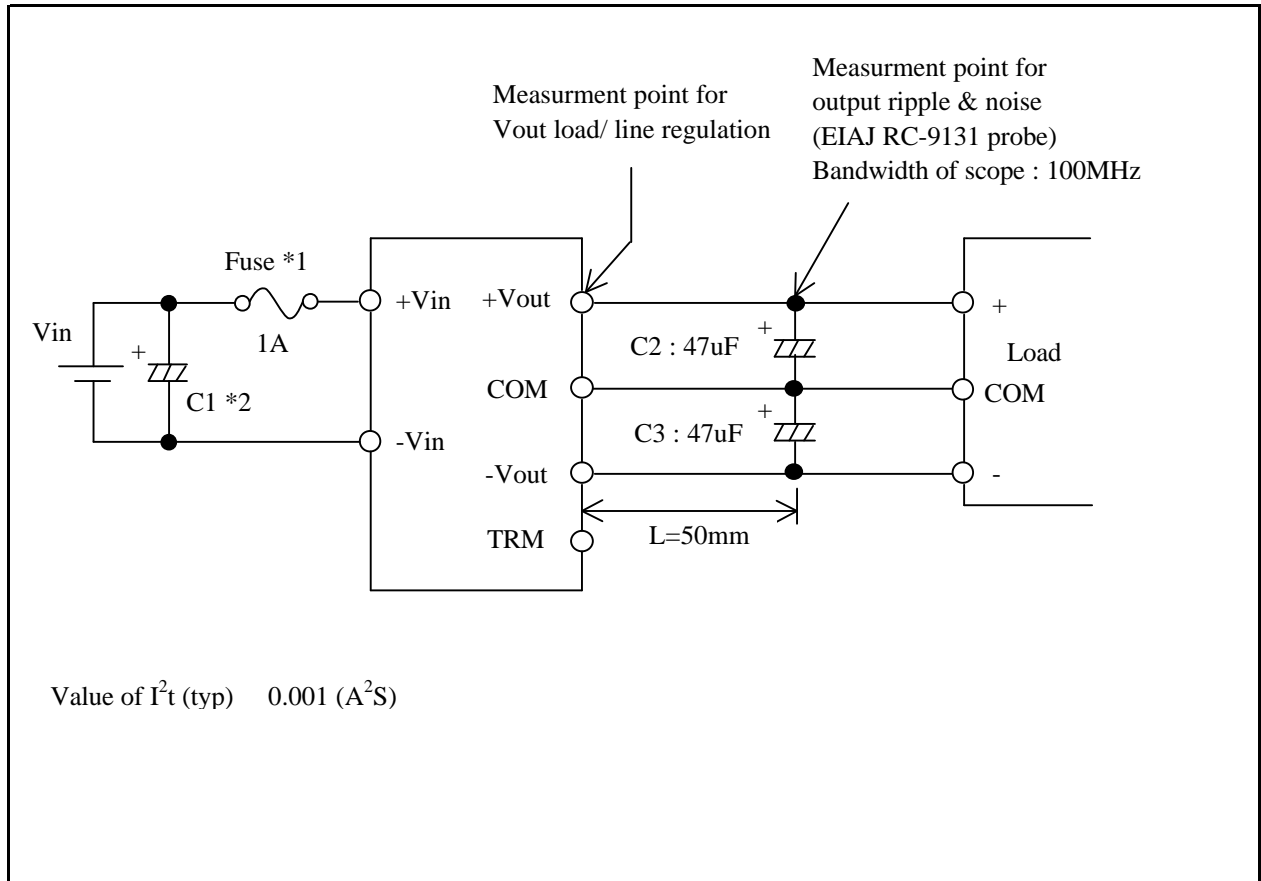 Measurment point for
Vout load/ line regulation
Measurment point for
output ripple & noise
(EIAJ RC-9131 probe)
Bandwidth of scope : 100MHz
Fuse *1
1A
Vin
+
C1 *2
+Vin
-Vin
+Vout
COM
-Vout
TRM
C2 : 47uF
+
C3 : 47uF
+
L=50mm
+
Load
COM
-
Value of I²t (typ) 0.001 (A²S)